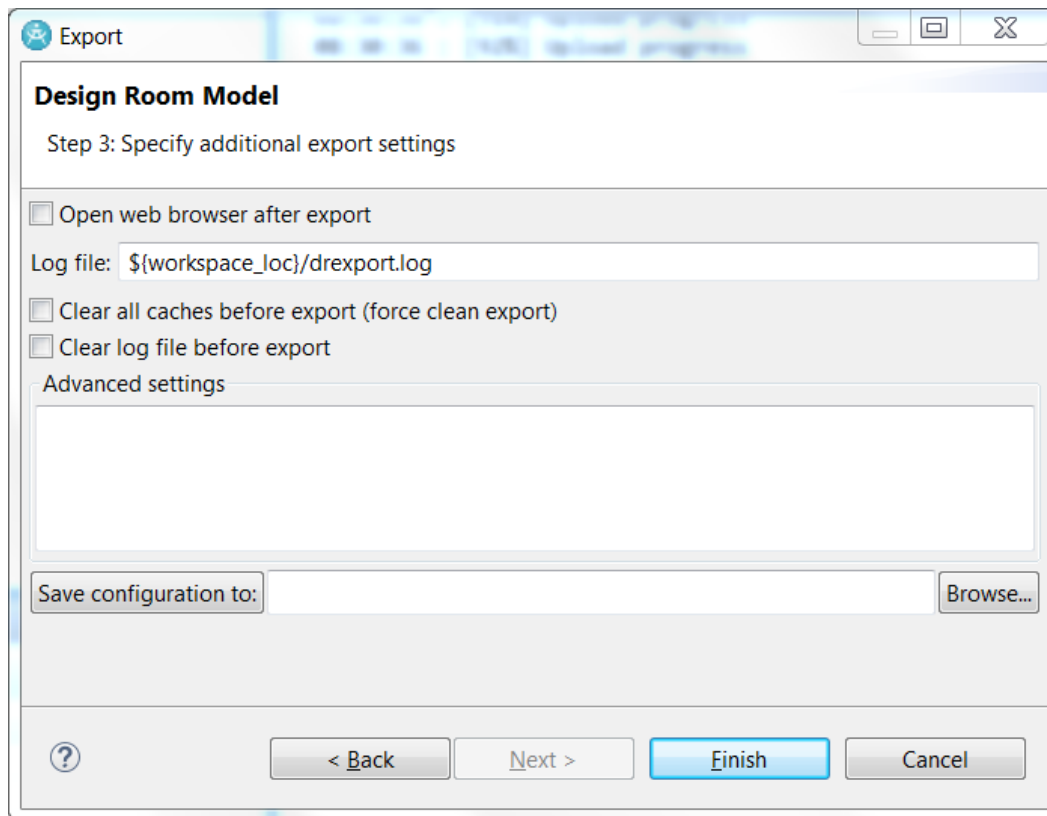 Export
Design Room Model
Step 3: Specify additional export settings
Open web browser after export
Log file: ${workspace_loc}/drexport.log
Clear all caches before export (force clean export)
Clear log file before export
Advanced settings
Save configuration to: Browse...
? < Back Next > Finish Cancel